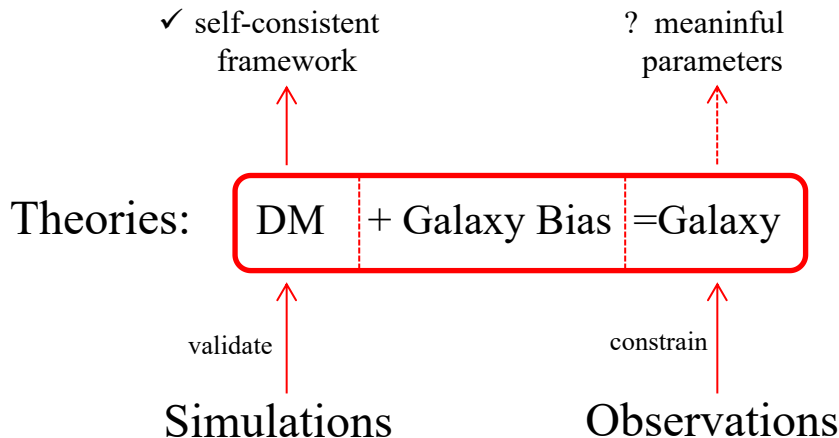 ✓ self-consistent
framework
? meaninful
parameters
Theories: DM + Galaxy Bias =Galaxy
validate
constrain
Simulations
Observations